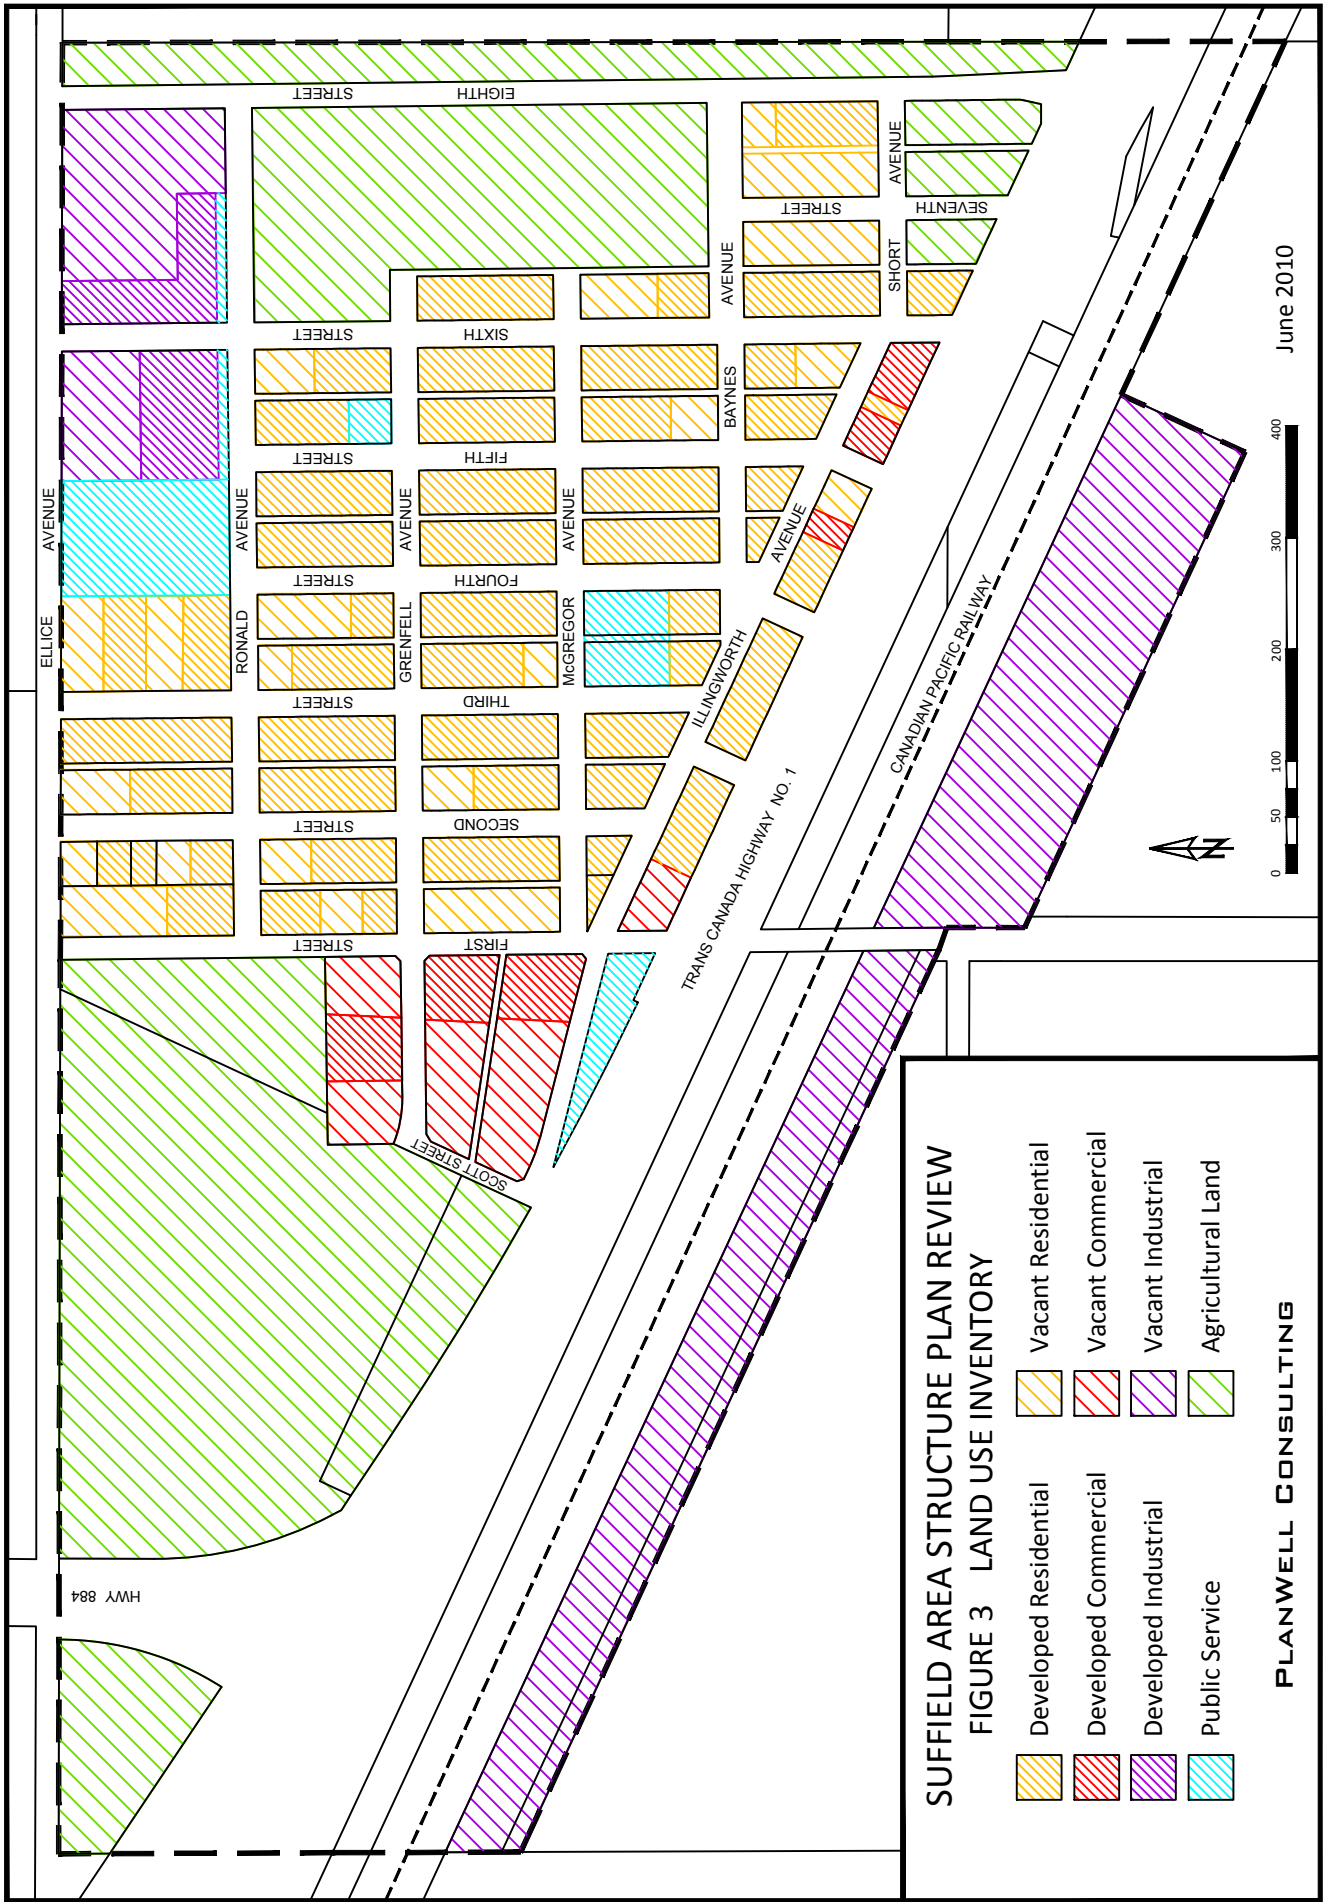 ELLICE AVENUE
RONALD AVENUE
GRENFELL AVENUE
McGREGOR AVENUE
BAYNES AVENUE
SHORT AVENUE
ILLINGWORTH AVENUE
HWY 884
SCOTT STREET
FIRST STREET
SECOND STREET
THIRD STREET
FOURTH STREET
FIFTH STREET
SIXTH STREET
SEVENTH STREET
EIGHTH STREET
TRANS CANADA HIGHWAY NO. 1
CANADIAN PACIFIC RAILWAY
N
0 50 100 200 300 400
June 2010
SUFFIELD AREA STRUCTURE PLAN REVIEW
FIGURE 3 LAND USE INVENTORY
Developed Residential
Developed Commercial
Developed Industrial
Public Service
Vacant Residential
Vacant Commercial
Vacant Industrial
Agricultural Land
PLANWELL CONSULTING